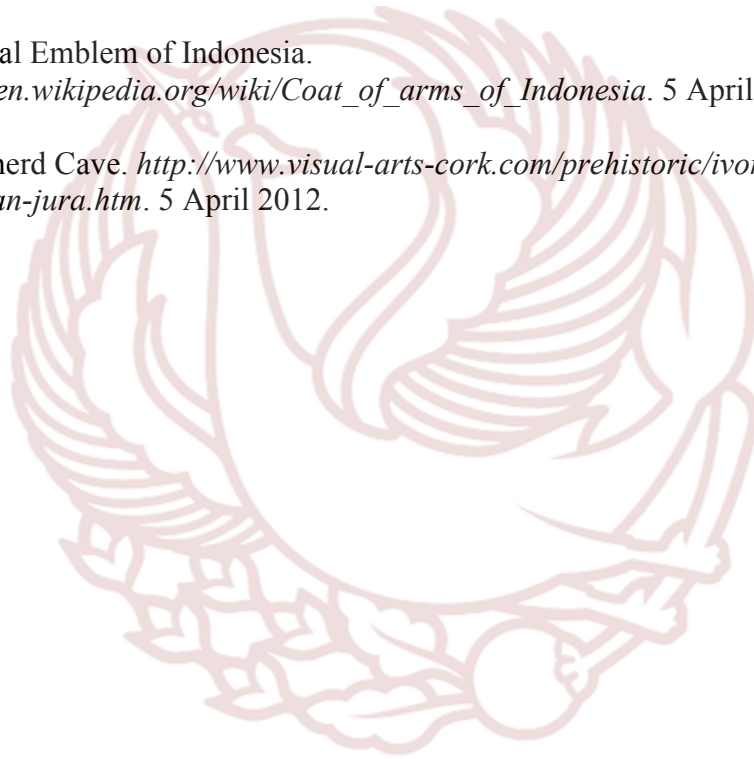 al Emblem of Indonesia.
en.wikipedia.org/wiki/Coat_of_arms_of_Indonesia. 5 April
herd Cave. http://www.visual-arts-cork.com/prehistoric/ivor
an-jura.htm. 5 April 2012.